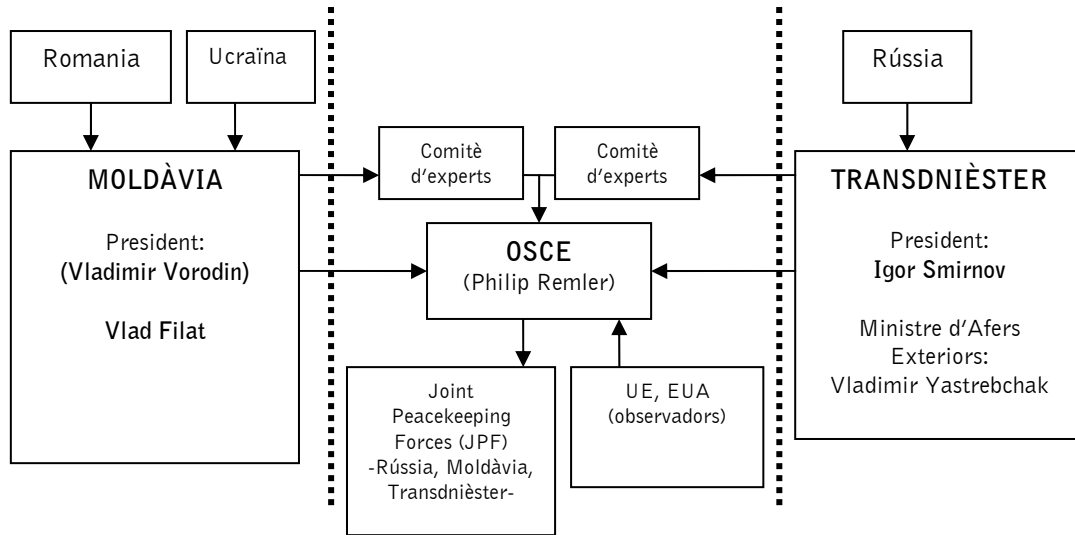 Romania
Ucraïna
Rússia
MOLDÀVIA
President:
(Vladimir Vorodin)
Vlad Filat
Comitè
d'experts
Comitè
d'experts
OSCE
(Philip Remler)
Joint
Peacekeeping
Forces (JPF)
-Rússia, Moldàvia,
Transdnièster-
UE, EUA
(observadors)
TRANSDNIÈSTER
President:
Igor Smirnov
Ministre d'Afers
Exteriors:
Vladimir Yastrebchak